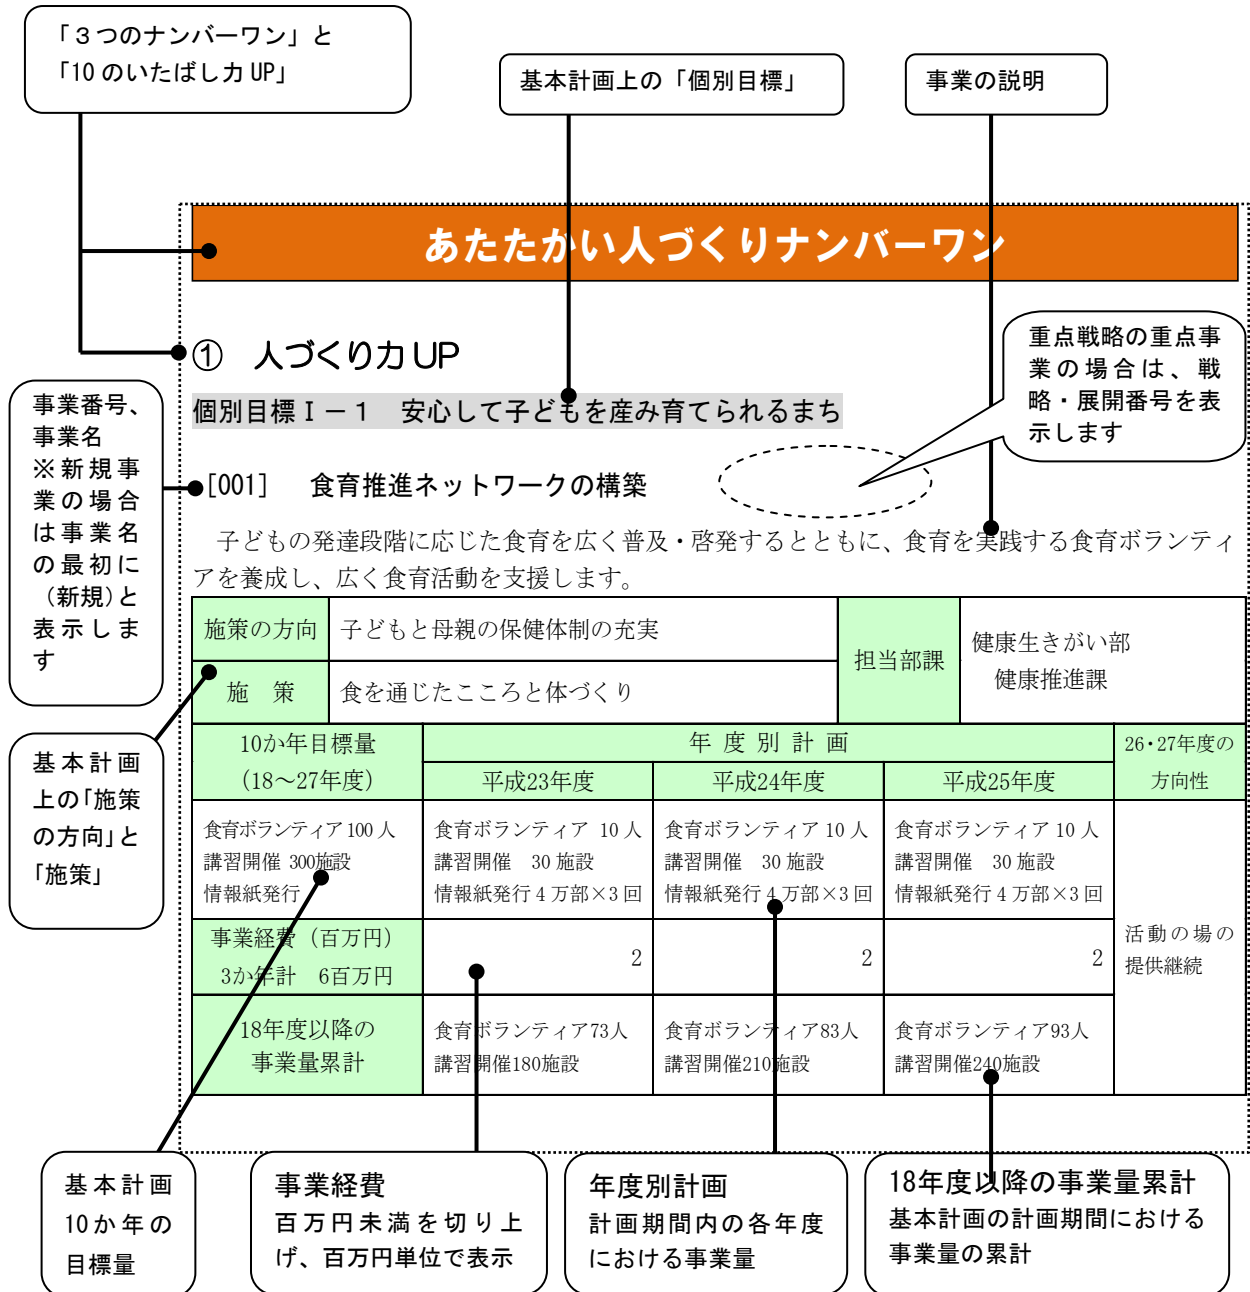 「３つのナンバーワン」と
「10 のいたばし力 UP」
基本計画上の「個別目標」
事業の説明
あたたかい人づくりナンバーワン
① 人づくり力 UP
重点戦略の重点事
業の場合は、戦
略・展開番号を表
示します
個別目標Ⅰ－１ 安心して子どもを産み育てられるまち
事業番号、
事業名
※新規事
業の場合
は事業名
の最初に
（新規）と
表示しま
す
[001] 食育推進ネットワークの構築
子どもの発達段階に応じた食育を広く普及・啓発するとともに、食育を実践する食育ボランティ
アを養成し、広く食育活動を支援します。
施策の方向 子どもと母親の保健体制の充実
担当部課 健康生きがい部
健康推進課
施 策 食を通じたこころと体づくり
基本計画
上の「施策
の方向」と
「施策」
10か年目標量
(18～27年度)
年 度 別 計 画
26・27年度の
方向性
平成23年度 平成24年度 平成25年度
食育ボランティア 100 人
講習開催 300施設
情報紙発行
食育ボランティア 10 人
講習開催 30 施設
情報紙発行 4 万部×3 回
食育ボランティア 10 人
講習開催 30 施設
情報紙発行 4 万部×3 回
食育ボランティア 10 人
講習開催 30 施設
情報紙発行 4 万部×3 回
活動の場の
提供継続
事業経費（百万円）
3か年計 6百万円
2 2 2
18年度以降の
事業量累計
食育ボランティア73人
講習開催180施設
食育ボランティア83人
講習開催210施設
食育ボランティア93人
講習開催240施設
基本計画
10か年の
目標量
事業経費
百万円未満を切り上
げ、百万円単位で表示
年度別計画
計画期間内の各年度
における事業量
18年度以降の事業量累計
基本計画の計画期間における
事業量の累計